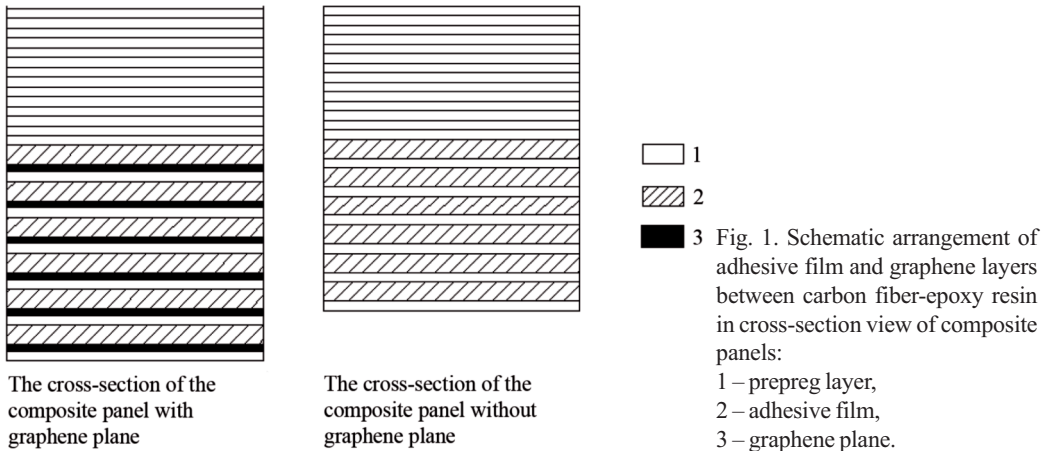 The cross-section of the
composite panel with
graphene plane
The cross-section of the
composite panel without
graphene plane
1
2
3
Fig. 1. Schematic arrangement of
adhesive film and graphene layers
between carbon fiber-epoxy resin
in cross-section view of composite
panels:
1 – prepreg layer,
2 – adhesive film,
3 – graphene plane.